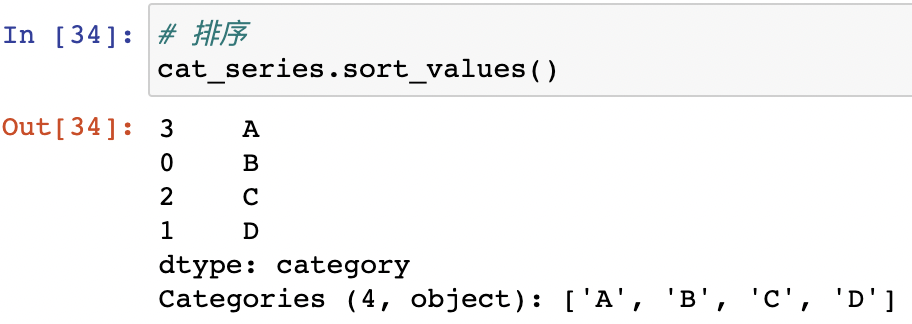 In [34]: # 排序
cat_series.sort_values()
Out[34]: 3    A
0    B
2    C
1    D
dtype: category
Categories (4, object): ['A', 'B', 'C', 'D']